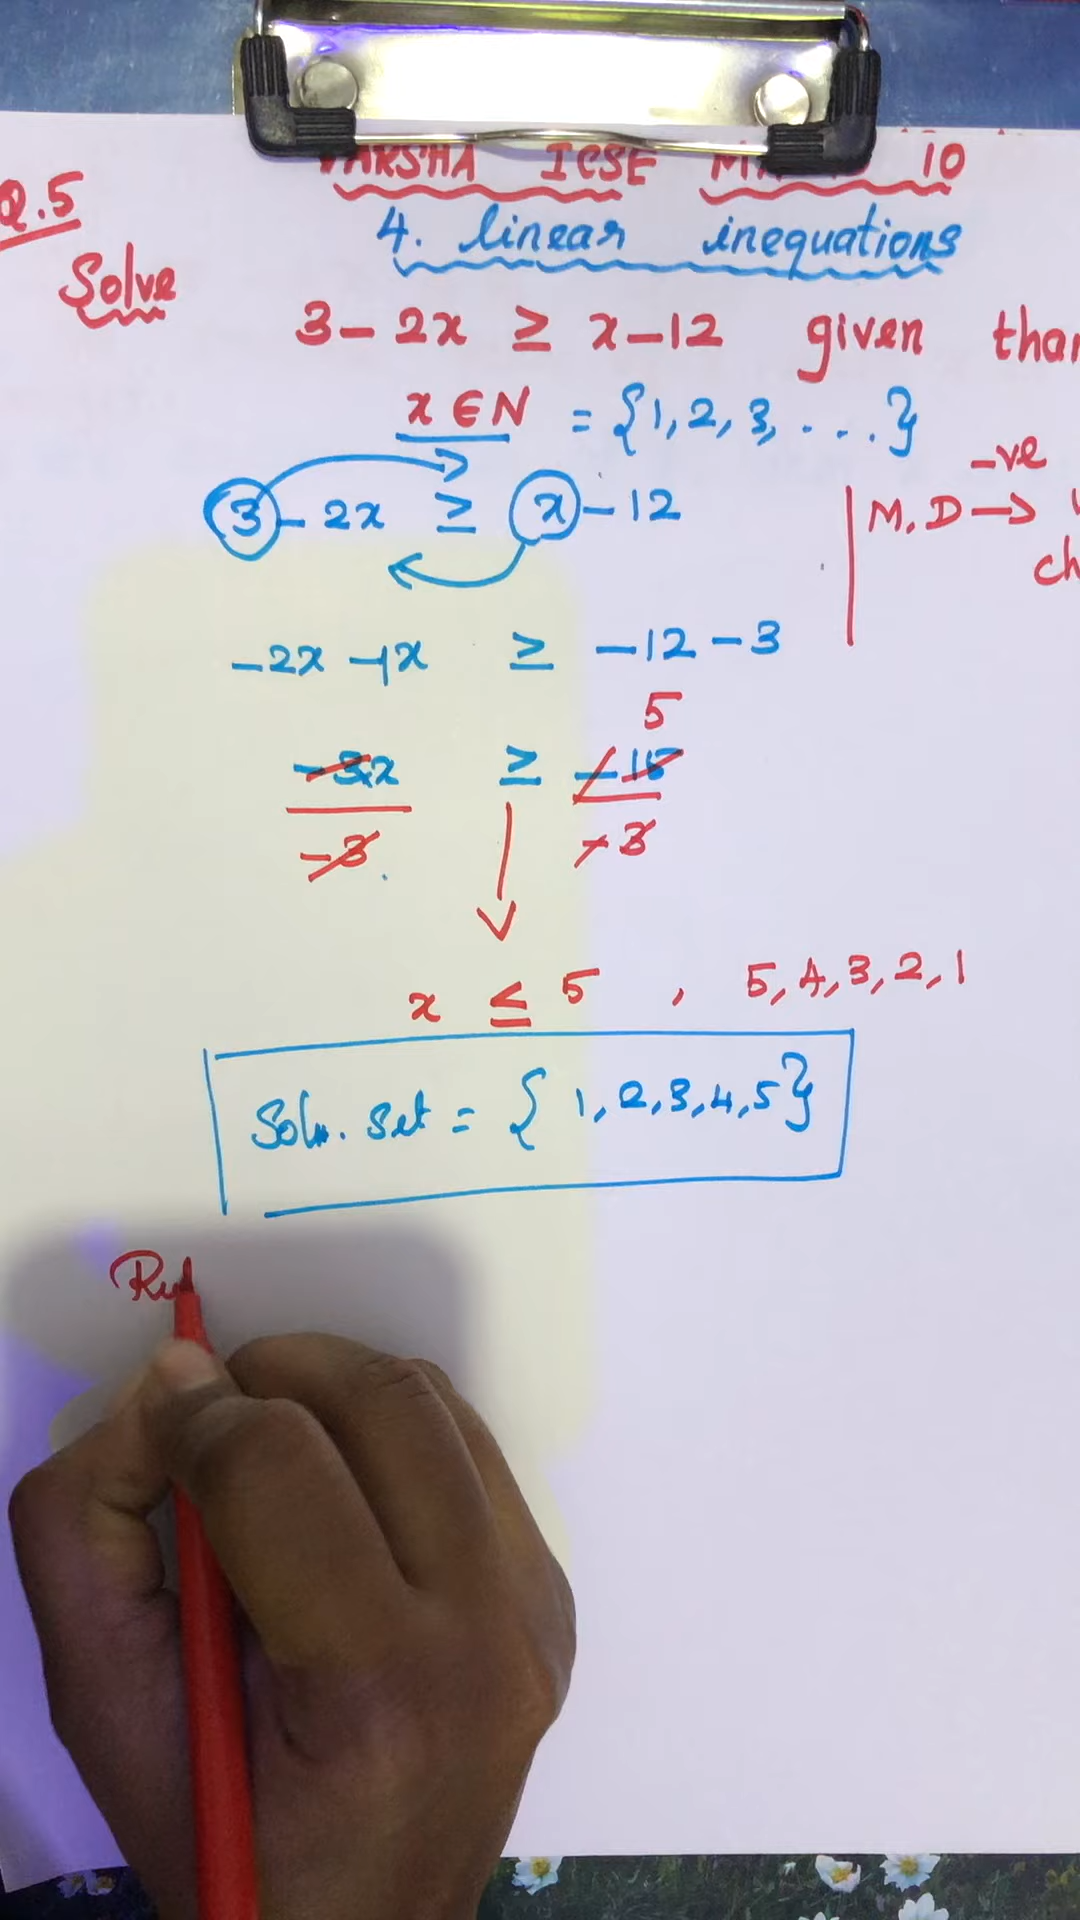 VAKSHA ICSE 10
4. linear inequations
Q.5
Solve
3 - 2x ≥ x - 12 given
x ∈ N = {1, 2, 3, ...}
3 - 2x ≥ x - 12
-ve
M, D →
-2x - 1x ≥ -12 - 3
5
-3x ≥ -15
-3 -3
x ≤ 5 , 5, 4, 3, 2, 1
Soln. set = { 1, 2, 3, 4, 5 }